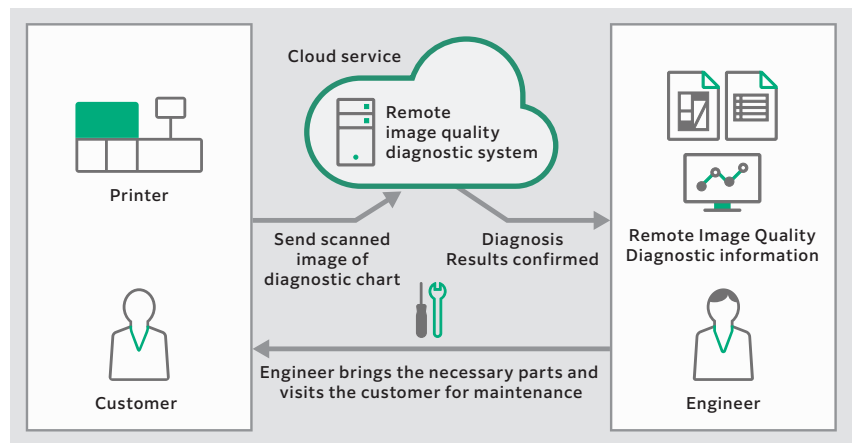 Cloud service
Remote
image quality
diagnostic system
Printer
Send scanned
image of
diagnostic chart
Diagnosis
Results confirmed
Remote Image Quality
Diagnostic information
Customer
Engineer brings the necessary parts and
visits the customer for maintenance
Engineer